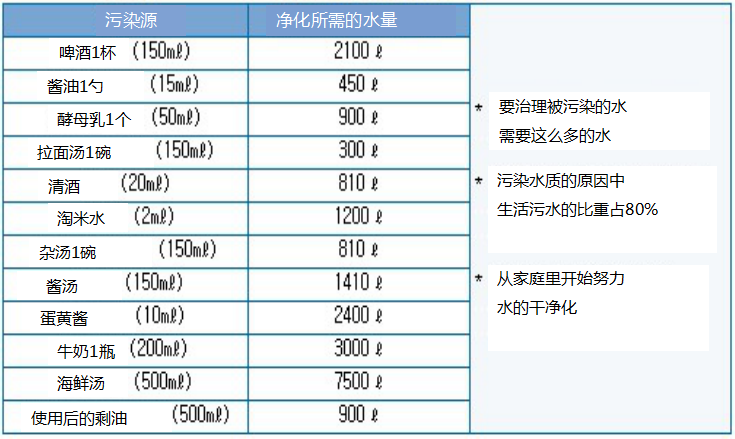 污染源 净化所需的水量
啤酒1杯 (150㎖) 2100 ℓ
酱油1勺 (15㎖) 450 ℓ
酵母乳1个 (50㎖) 900 ℓ
拉面汤1碗 (150㎖) 300 ℓ
清酒 (20㎖) 810 ℓ
淘米水 (2㎖) 1200 ℓ
杂汤1碗 (150㎖) 810 ℓ
酱汤 (150㎖) 1410 ℓ
蛋黄酱 (10㎖) 2400 ℓ
牛奶1瓶 (200㎖) 3000 ℓ
海鲜汤 (500㎖) 7500 ℓ
使用后的剩油 (500㎖) 900 ℓ
* 要治理被污染的水
需要这么多的水
* 污染水质的原因中
生活污水的比重占80%
* 从家庭里开始努力
水的干净化